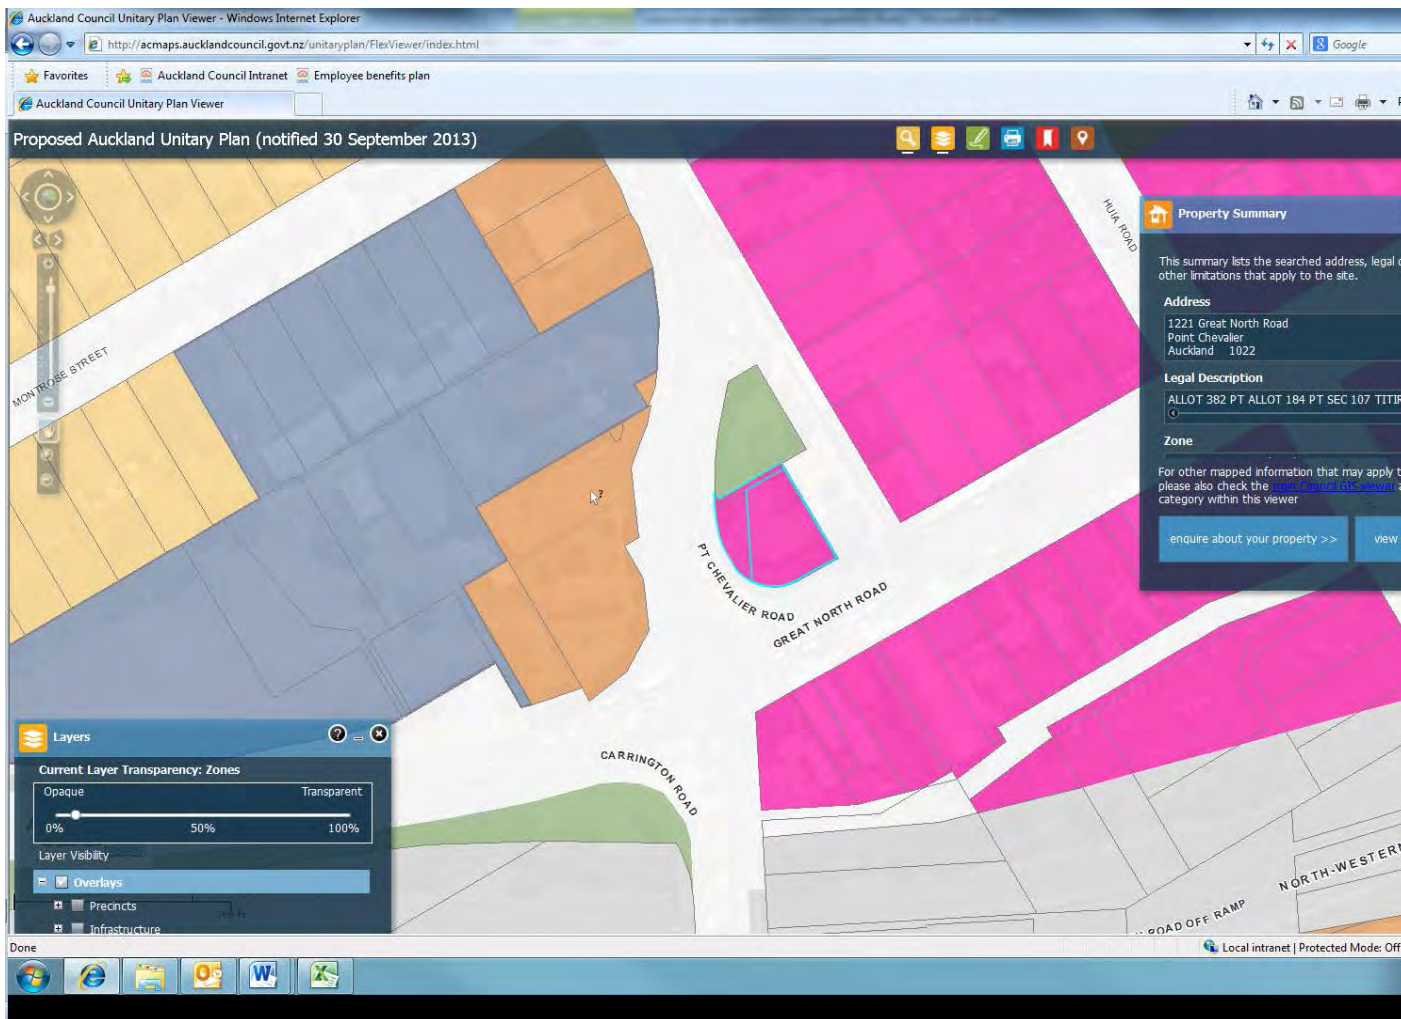 Auckland Council Unitary Plan Viewer - Windows Internet Explorer
http://acmaps.aucklandcouncil.govt.nz/unitaryplan/FlexViewer/index.html
Google
Favorites
Auckland Council Intranet
Employee benefits plan
Auckland Council Unitary Plan Viewer
Proposed Auckland Unitary Plan (notified 30 September 2013)
HUIA ROAD
Property Summary
This summary lists the searched address, legal
other limitations that apply to the site.
Address
1221 Great North Road
Point Chevalier
Auckland 1022
Legal Description
ALLOT 382 PT ALLOT 184 PT SEC 107 TITIR
Zone
For other mapped information that may apply t
please also check the main Council GIS viewer a
category within this viewer
enquire about your property >>
view
MONTROSE STREET
PT CHEVALIER ROAD
GREAT NORTH ROAD
CARRINGTON ROAD
NORTH-WESTERN
ROAD OFF RAMP
Layers
Current Layer Transparency: Zones
Opaque
Transparent
0%
50%
100%
Layer Visibility
Overlays
Precincts
Infrastructure
Done
Local intranet | Protected Mode: Off